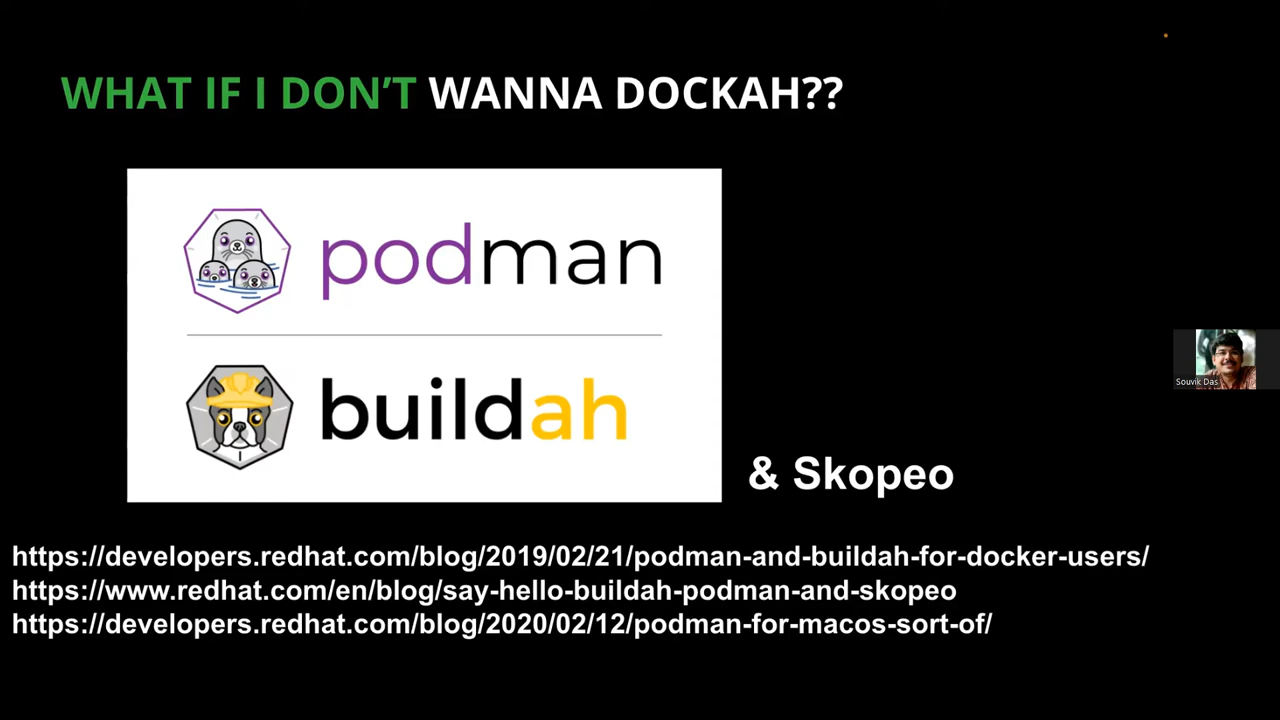 WHAT IF I DON'T WANNA DOCKAH??
podman
buildah
& Skopeo
Souvik Das
https://developers.redhat.com/blog/2019/02/21/podman-and-buildah-for-docker-users/
https://www.redhat.com/en/blog/say-hello-buildah-podman-and-skopeo
https://developers.redhat.com/blog/2020/02/12/podman-for-macos-sort-of/